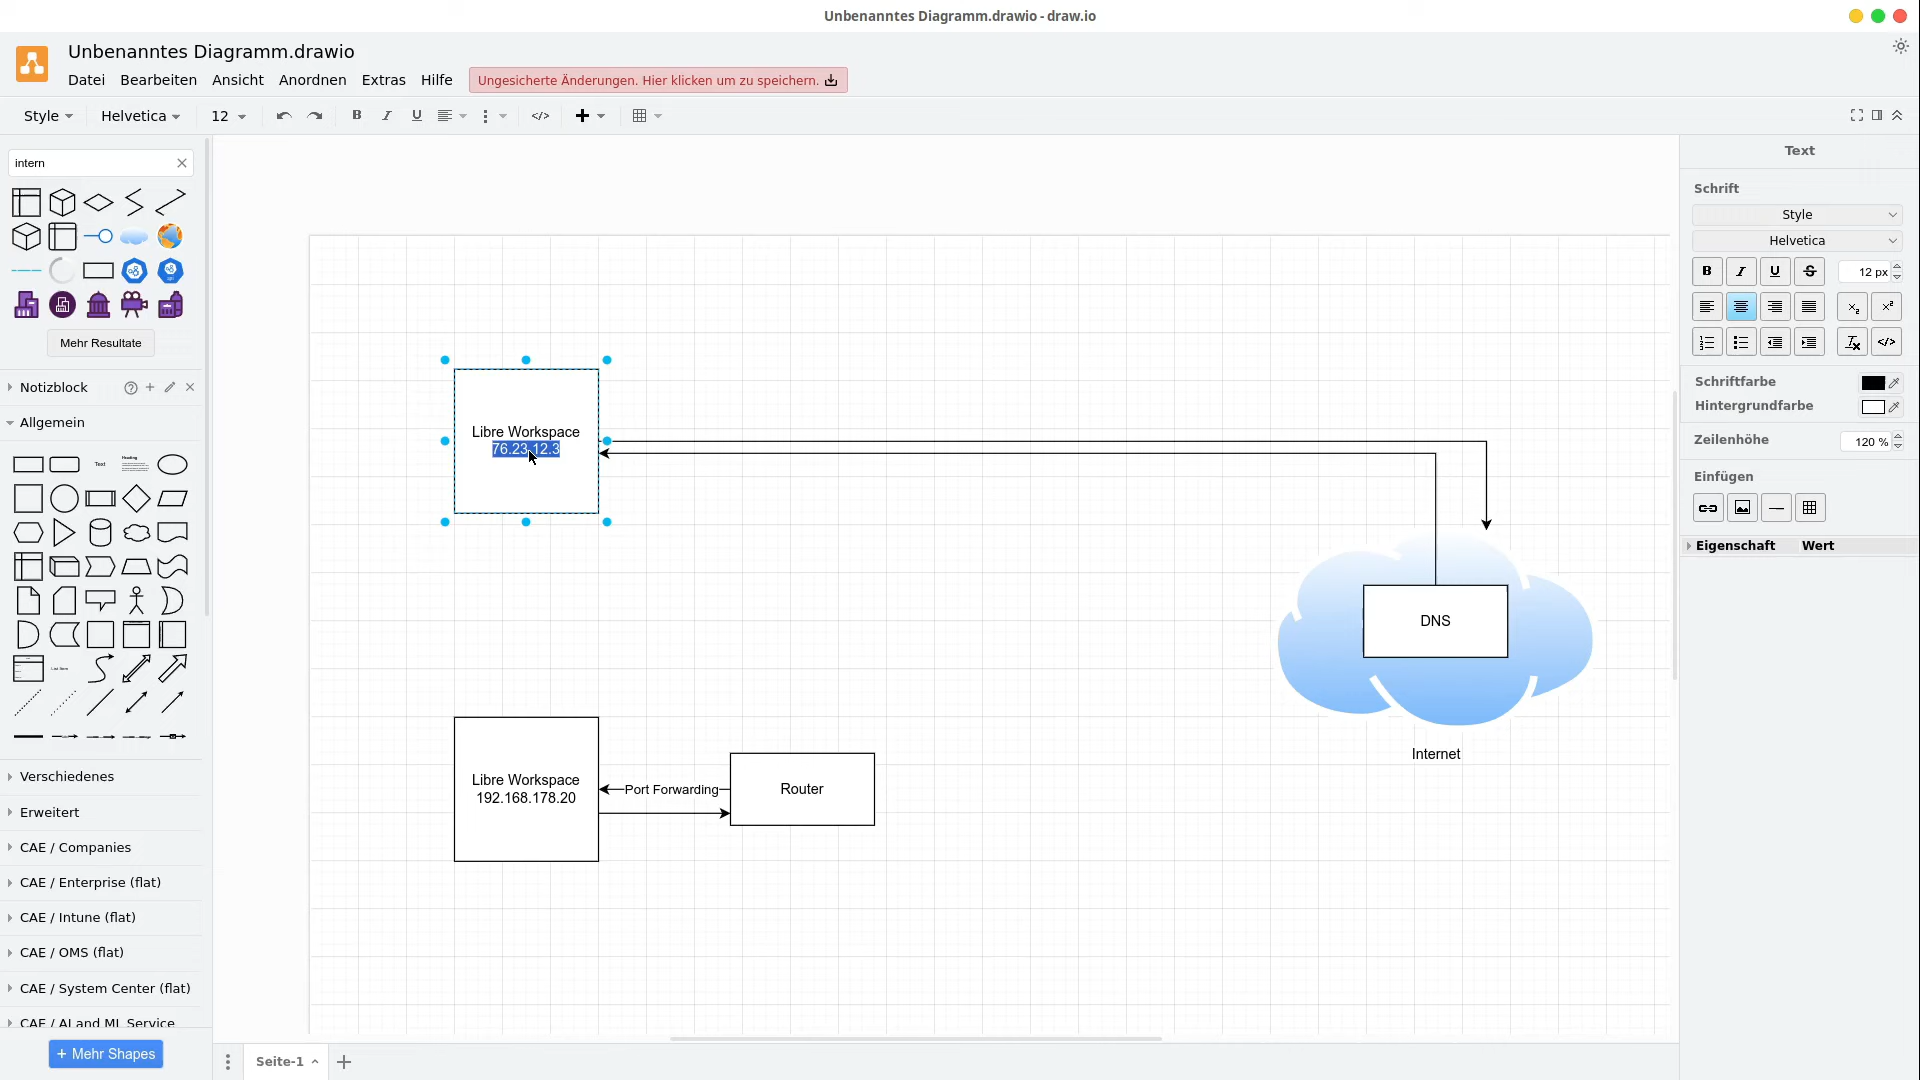 Unbenanntes Diagramm.drawio - draw.io
Unbenanntes Diagramm.drawio
Datei Bearbeiten Ansicht Anordnen Extras Hilfe
Ungesicherte Änderungen. Hier klicken um zu speichern.
Style Helvetica 12 B I U
intern
Mehr Resultate
Notizblock
Allgemein
Text
Heading
List Item
Verschiedenes
Erweitert
CAE / Companies
CAE / Enterprise (flat)
CAE / Intune (flat)
CAE / OMS (flat)
CAE / System Center (flat)
CAE / AI and ML Service
+ Mehr Shapes
Libre Workspace
76.23.12.3
DNS
Internet
Libre Workspace
192.168.178.20
Port Forwarding
Router
Seite-1
Text
Schrift
Style
Helvetica
B I U S 12 px
Schriftfarbe
Hintergrundfarbe
Zeilenhöhe 120 %
Einfügen
Eigenschaft Wert